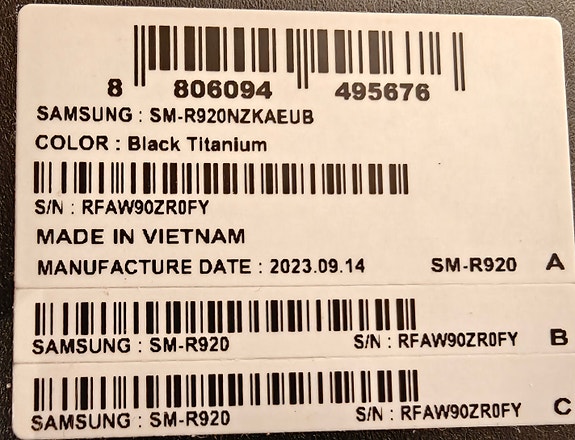 8 806094 495676
SAMSUNG : SM-R920NZKAEUB
COLOR : Black Titanium
S/N : RFAW90ZR0FY
MADE IN VIETNAM
MANUFACTURE DATE : 2023.09.14 SM-R920 A
SAMSUNG : SM-R920 S/N : RFAW90ZR0FY B
SAMSUNG : SM-R920 S/N : RFAW90ZR0FY C